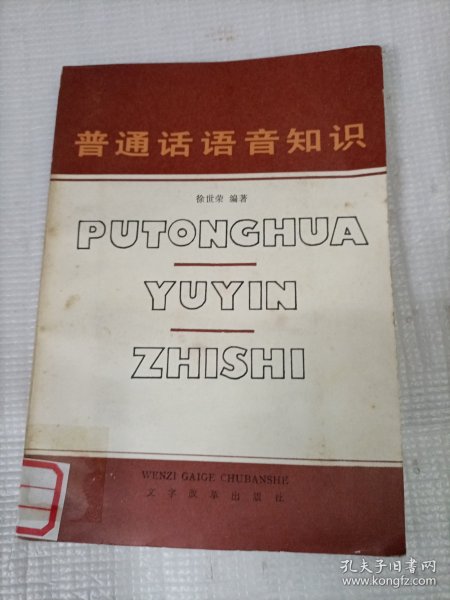 普通话语音知识
徐世荣 编著
PUTONGHUA
YUYIN
ZHISHI
WENZI GAIGE CHUBANSHE
文字改革出版社
孔夫子旧书网
www.kongfz.com